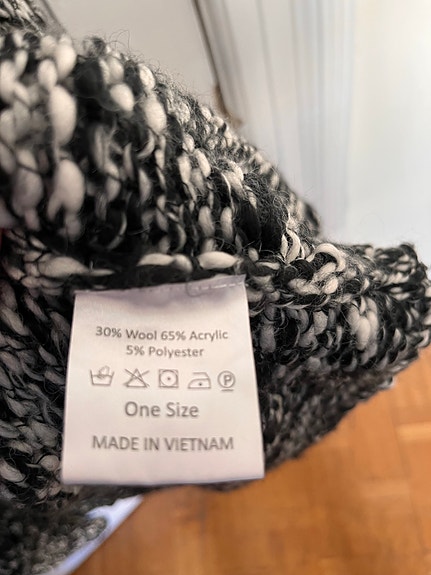 30% Wool 65% Acrylic
5% Polyester
P
One Size
MADE IN VIETNAM